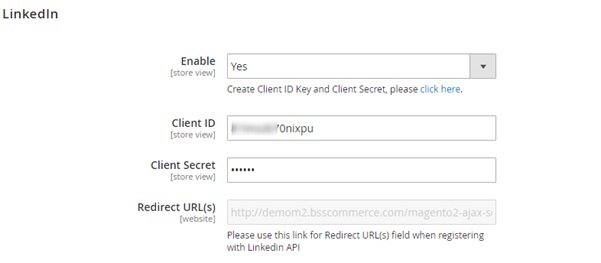 LinkedIn
Enable
[store view]
Yes
Create Client ID Key and Client Secret, please click here.
Client ID
[store view]
70nixpu
Client Secret
[store view]
••••••
Redirect URL(s)
[website]
http://demom2.bsscommerce.com/magento2-ajax-s
Please use this link for Redirect URL(s) field when registering
with Linkedin API